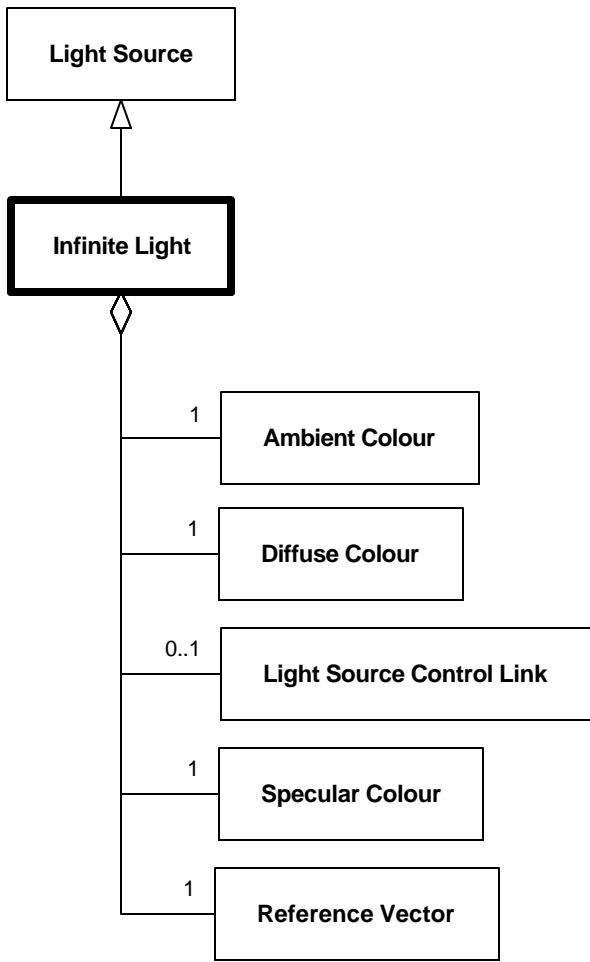 Light Source
Infinite Light
1
Ambient Colour
1
Diffuse Colour
0..1
Light Source Control Link
1
Specular Colour
1
Reference Vector